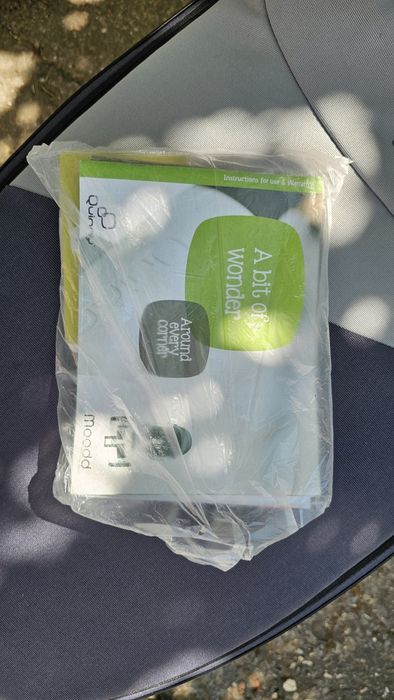 Instructions for use & Warranty
Quinny
A bit of
Wonder
Around
every
corner
Moodd